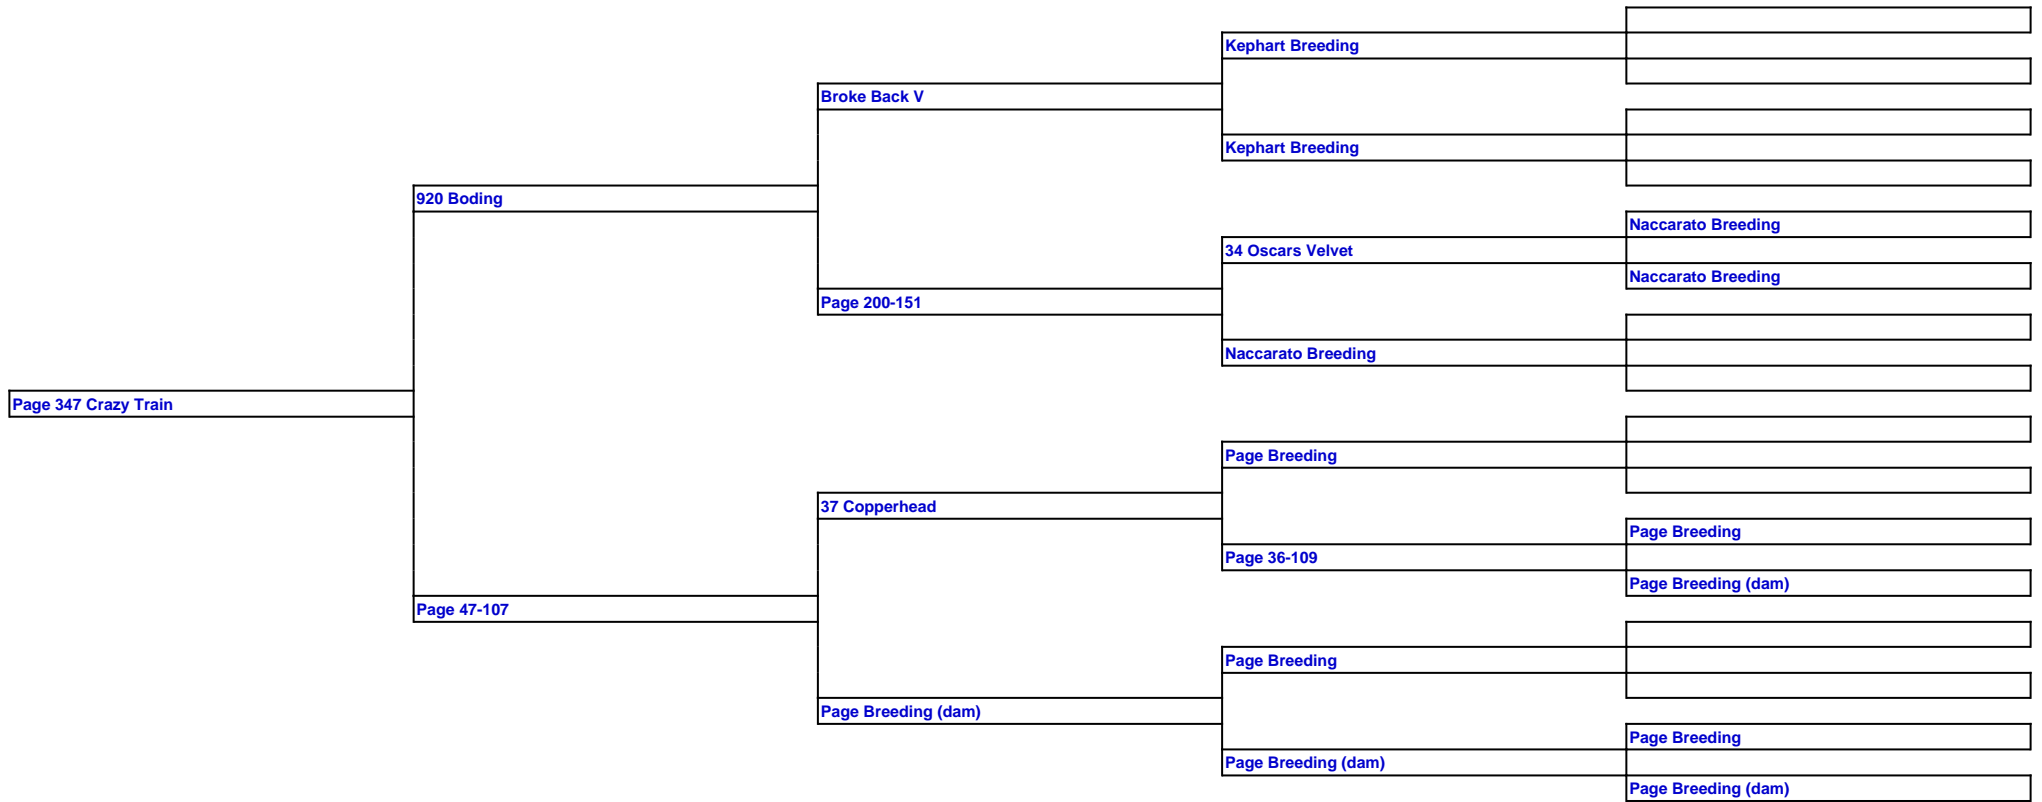 Kephart Breeding
Broke Back V
Kephart Breeding
920 Boding
Naccarato Breeding
34 Oscars Velvet
Naccarato Breeding
Page 200-151
Naccarato Breeding
Page 347 Crazy Train
Page Breeding
37 Copperhead
Page Breeding
Page 36-109
Page Breeding (dam)
Page 47-107
Page Breeding
Page Breeding (dam)
Page Breeding
Page Breeding (dam)
Page Breeding (dam)